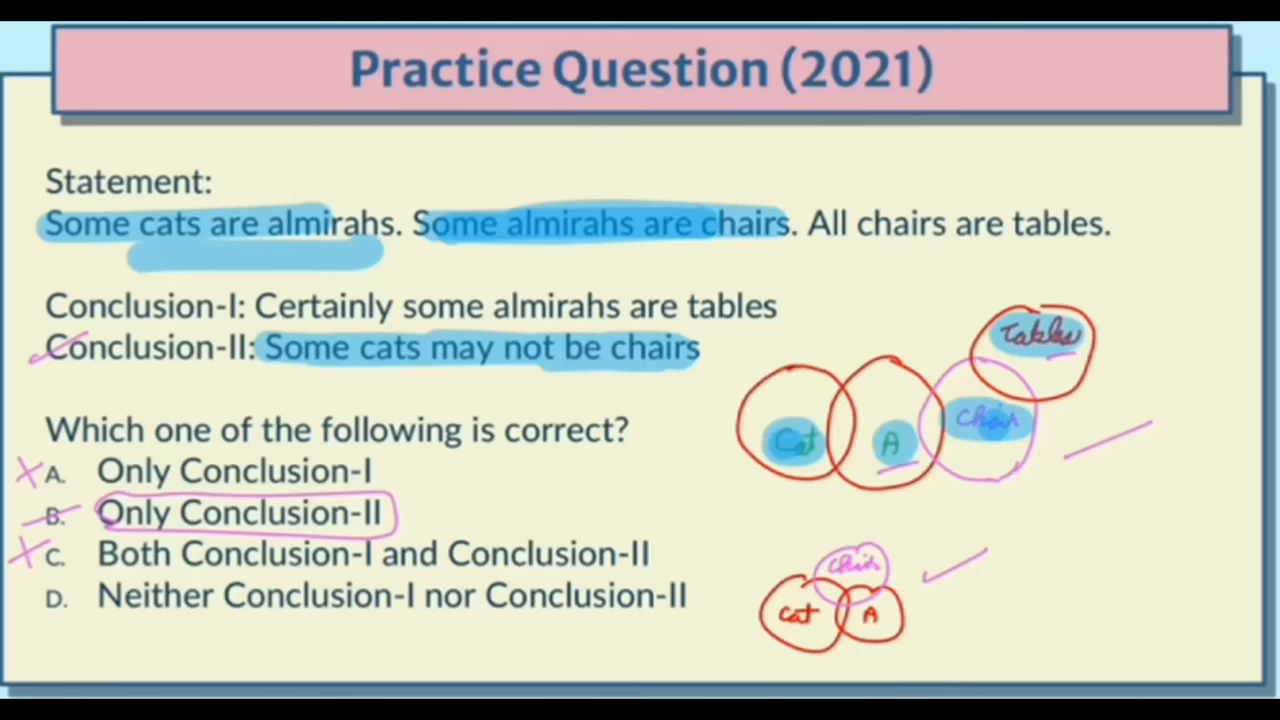 Practice Question (2021)
Statement:
Some cats are almirahs. Some almirahs are chairs. All chairs are tables.
Conclusion-I: Certainly some almirahs are tables
Conclusion-II: Some cats may not be chairs
Which one of the following is correct?
A. Only Conclusion-I
B. Only Conclusion-II
C. Both Conclusion-I and Conclusion-II
D. Neither Conclusion-I nor Conclusion-II
Tables
Cat A Chair
Chair
Cat A